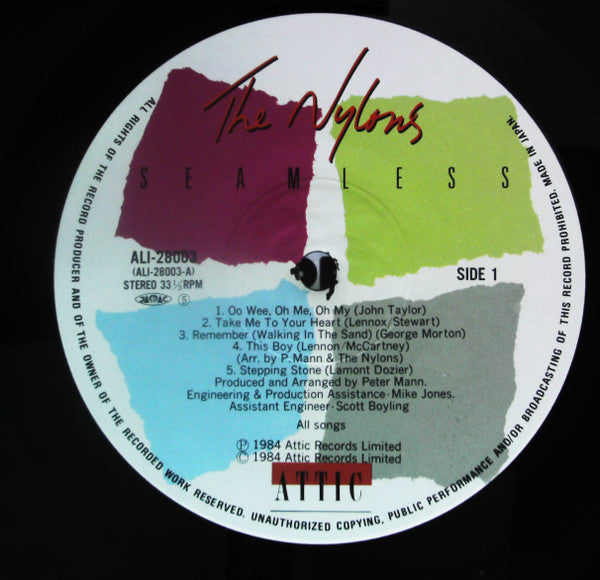 The Nylons
SEAMLESS
ALI-28003
(ALI-28003-A)
STEREO 33 1/3 RPM
SIDE 1
1. Oo Wee, Oh Me, Oh My (John Taylor)
2. Take Me To Your Heart (Lennox/Stewart)
3. Remember (Walking In The Sand) (George Morton)
4. This Boy (Lennon/McCartney)
(Arr. by P. Mann & The Nylons)
5. Stepping Stone (Lamont Dozier)
Produced and Arranged by Peter Mann.
Engineering & Production Assistance-Mike Jones.
Assistant Engineer-Scott Boyling
All songs
Ⓟ 1984 Attic Records Limited
© 1984 Attic Records Limited
ATTIC
ALL RIGHTS OF THE RECORD PRODUCER AND OF THE OWNER OF THE RECORDED WORK RESERVED. UNAUTHORIZED COPYING, PUBLIC PERFORMANCE AND/OR BROADCASTING OF THIS RECORD PROHIBITED. MADE IN JAPAN.